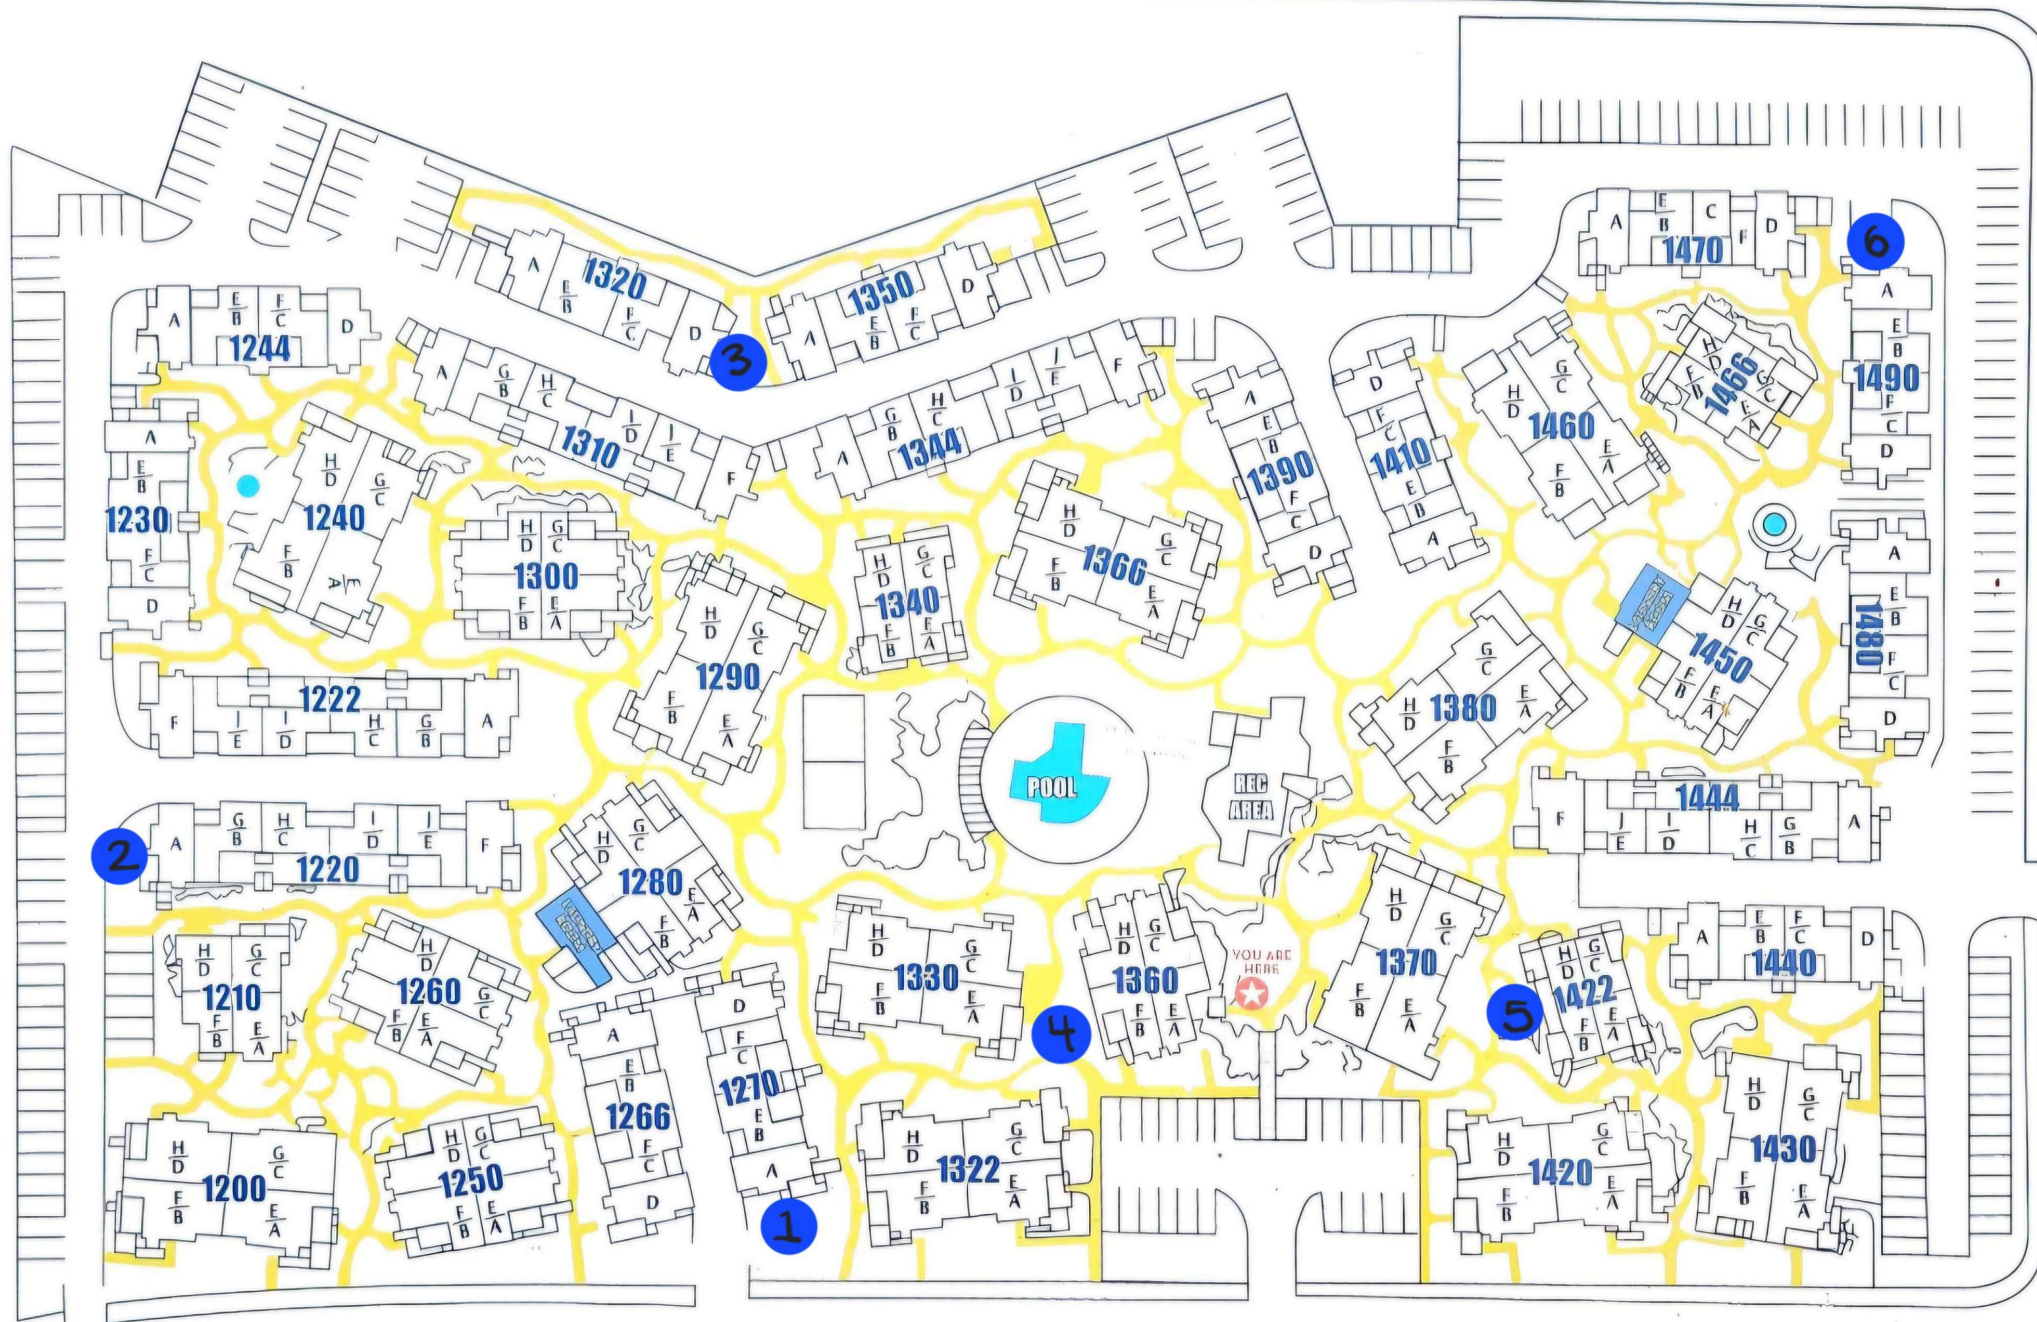 1320
A
E
B
F
C
D
1350
A
E
B
F
C
D
1470
A
E
B
C
F
D
6
1244
A
E
B
F
C
D
3
1310
A
G
B
H
C
I
D
J
E
F
1344
A
G
B
H
C
I
D
J
E
F
1390
A
E
B
F
C
D
1410
D
F
C
E
B
A
1460
H
D
G
C
F
B
E
A
1466
H
D
G
C
F
B
E
A
1490
A
E
B
F
C
D
1230
A
E
B
F
C
D
1240
H
D
G
C
F
B
E
A
1300
H
D
G
C
F
B
E
A
1290
H
D
G
C
F
B
E
A
1340
H
D
G
C
F
B
E
A
1366
H
D
G
C
F
B
E
A
1380
H
D
G
C
F
B
E
A
1450
H
D
G
C
F
B
E
A
1480
A
E
B
F
C
D
1222
F
J
E
I
D
H
C
G
B
A
POOL
REC
AREA
1444
F
J
E
I
D
H
C
G
B
A
2
1220
A
G
B
H
C
I
D
J
E
F
1280
H
D
G
C
F
B
E
A
1210
H
D
G
C
F
B
E
A
1260
H
D
G
C
F
B
E
A
1330
H
D
G
C
F
B
E
A
4
1360
H
D
G
C
F
B
E
A
YOU ARE
HERE
1370
H
D
G
C
F
B
E
A
5
1422
H
D
G
C
F
B
E
A
1440
A
E
B
F
C
D
1200
H
D
G
C
F
B
E
A
1250
H
D
G
C
F
B
E
A
1266
A
E
B
F
C
D
1270
D
F
C
E
B
A
1
1322
H
D
G
C
F
B
E
A
1420
H
D
G
C
F
B
E
A
1430
H
D
G
C
F
B
E
A